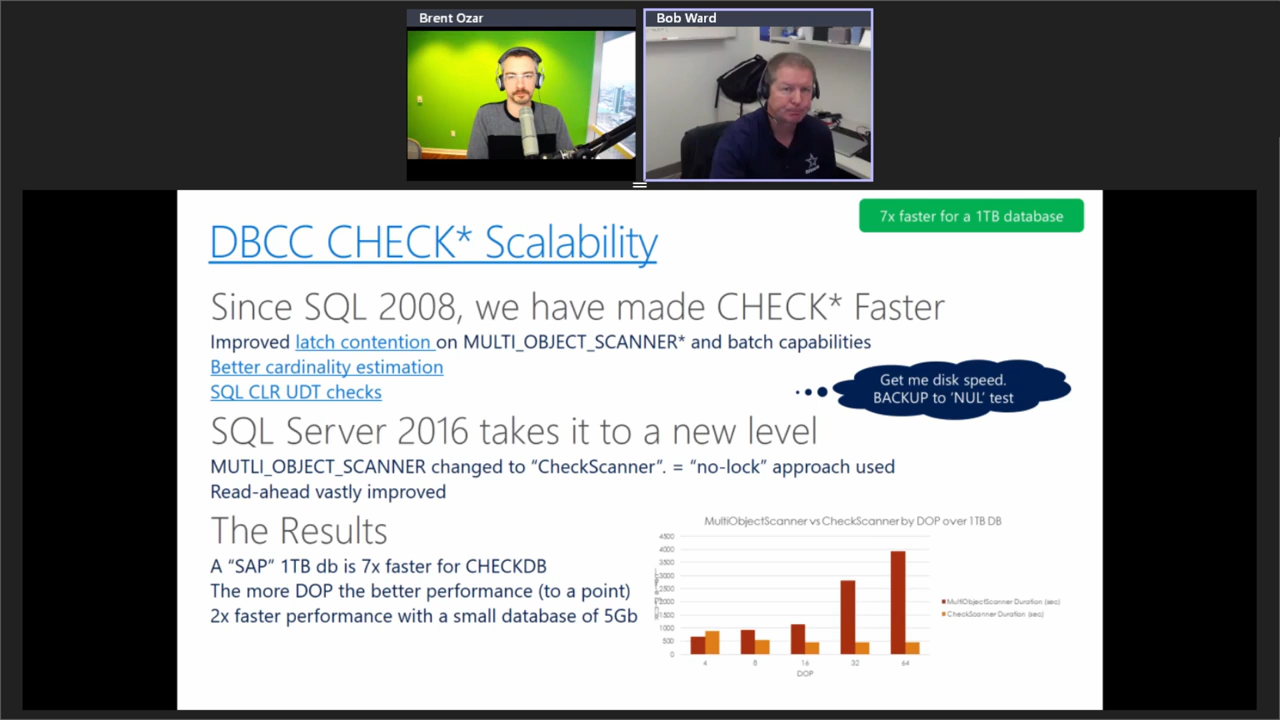 Brent Ozar
Bob Ward
7x faster for a 1TB database
DBCC CHECK* Scalability
Since SQL 2008, we have made CHECK* Faster
Improved latch contention on MULTI_OBJECT_SCANNER* and batch capabilities
Better cardinality estimation
SQL CLR UDT checks
Get me disk speed.
BACKUP to ‘NUL’ test
SQL Server 2016 takes it to a new level
MUTLI_OBJECT_SCANNER changed to “CheckScanner”. = “no-lock” approach used
Read-ahead vastly improved
The Results
A “SAP” 1TB db is 7x faster for CHECKDB
The more DOP the better performance (to a point)
2x faster performance with a small database of 5Gb
MultiObjectScanner vs CheckScanner by DOP over 1TB DB
4500
4000
3500
3000
2500
2000
1500
1000
500
0
4 8 16 32 64
DOP
MultiObjectScanner Duration (sec)
CheckScanner Duration (sec)